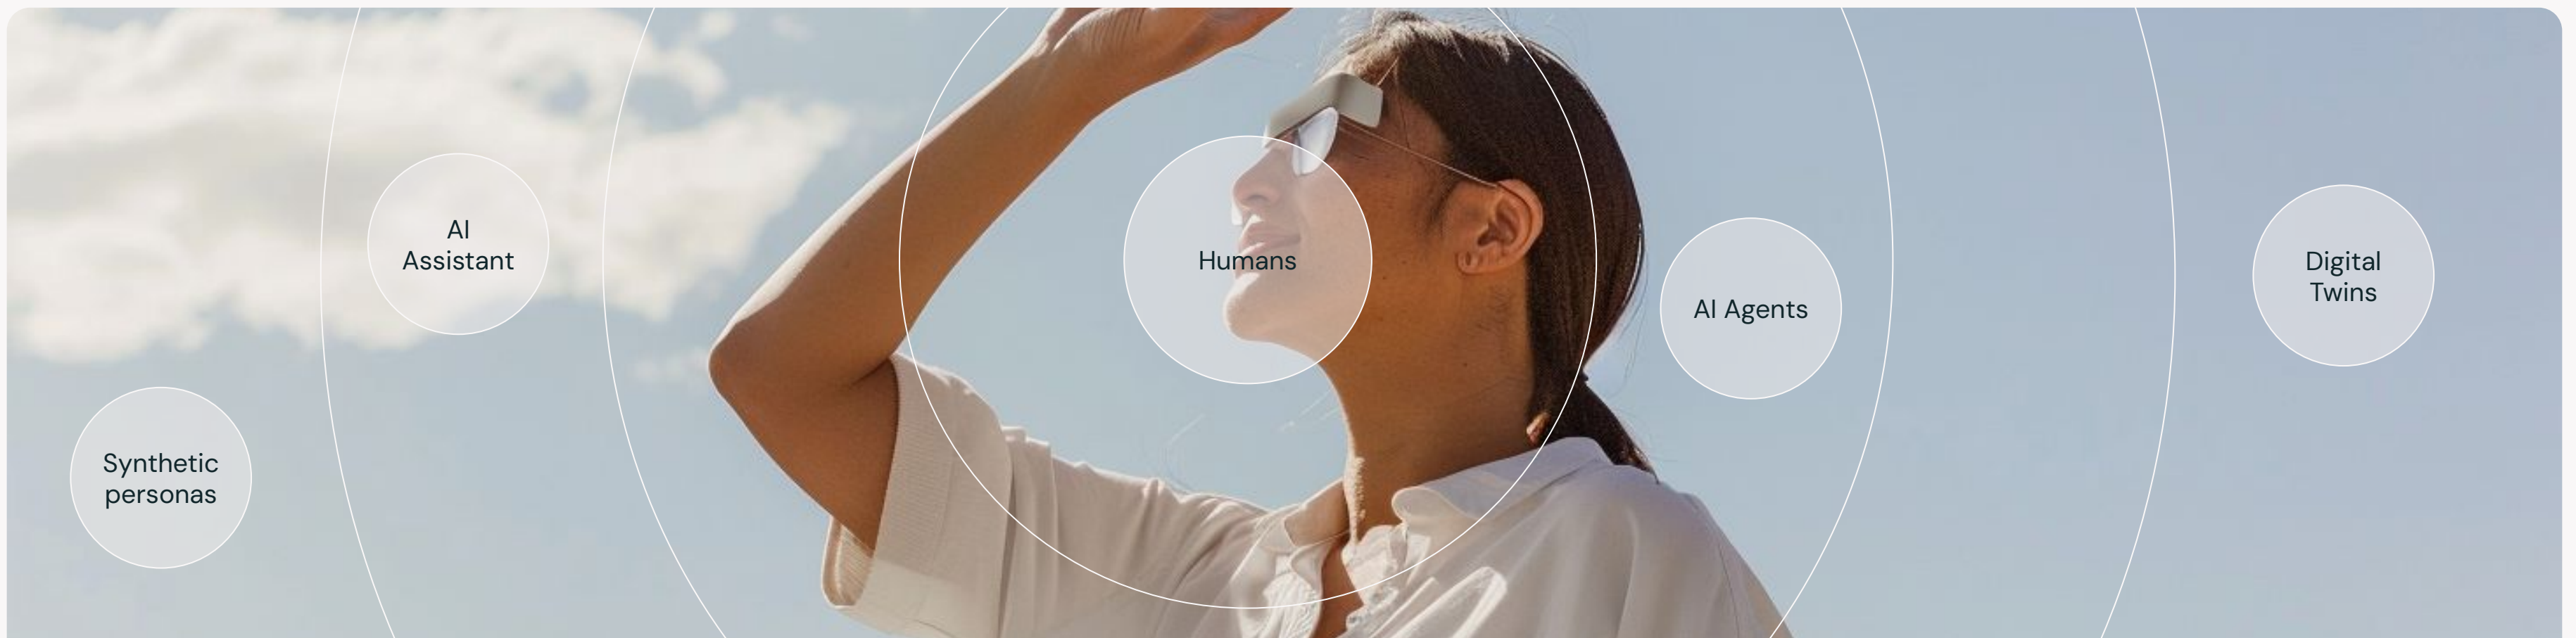 AI
Assistant
Synthetic
personas
Humans
AI Agents
Digital
Twins